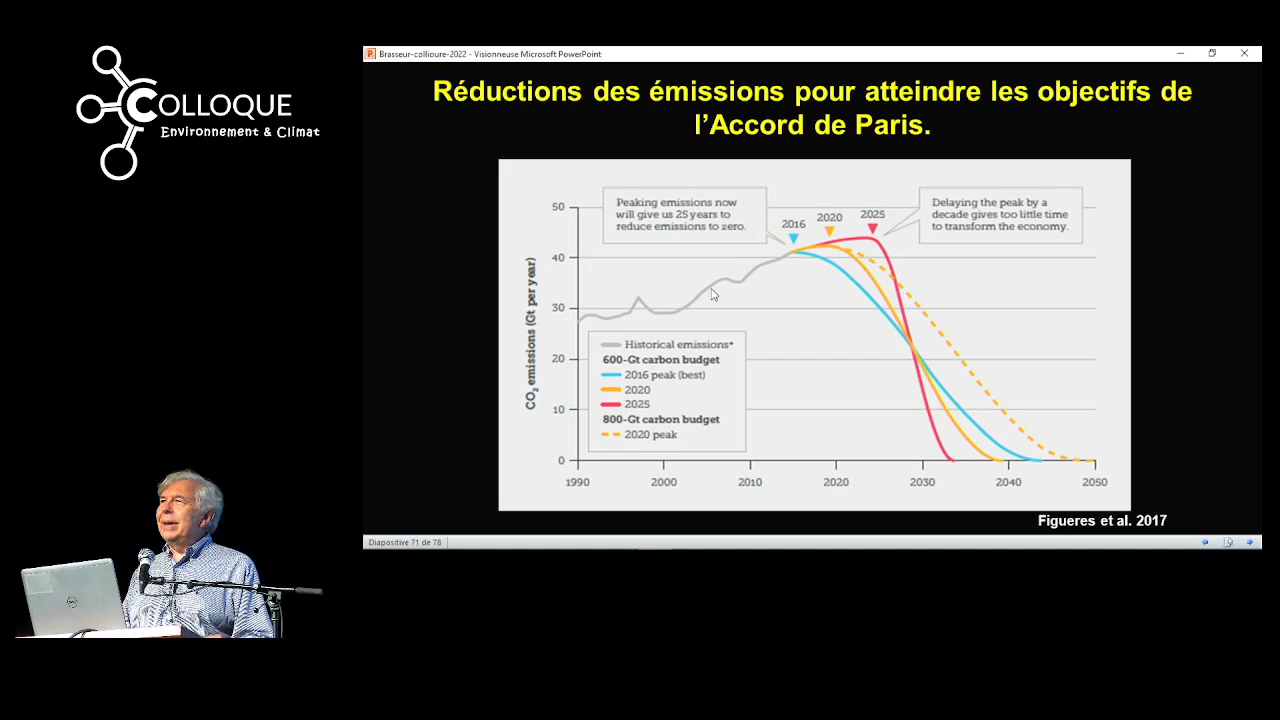 COLLOQUE
Environnement & Climat
Brasseur-collioure-2022 - Visionneuse Microsoft PowerPoint
Réductions des émissions pour atteindre les objectifs de
l’Accord de Paris.
Peaking emissions now
will give us 25 years to
reduce emissions to zero.
2016
2020
2025
Delaying the peak by a
decade gives too little time
to transform the economy.
CO2 emissions (Gt per year)
50
40
30
20
10
0
Historical emissions*
600-Gt carbon budget
2016 peak (best)
2020
2025
800-Gt carbon budget
2020 peak
1990
2000
2010
2020
2030
2040
2050
Figueres et al. 2017
Diapositive 71 de 78